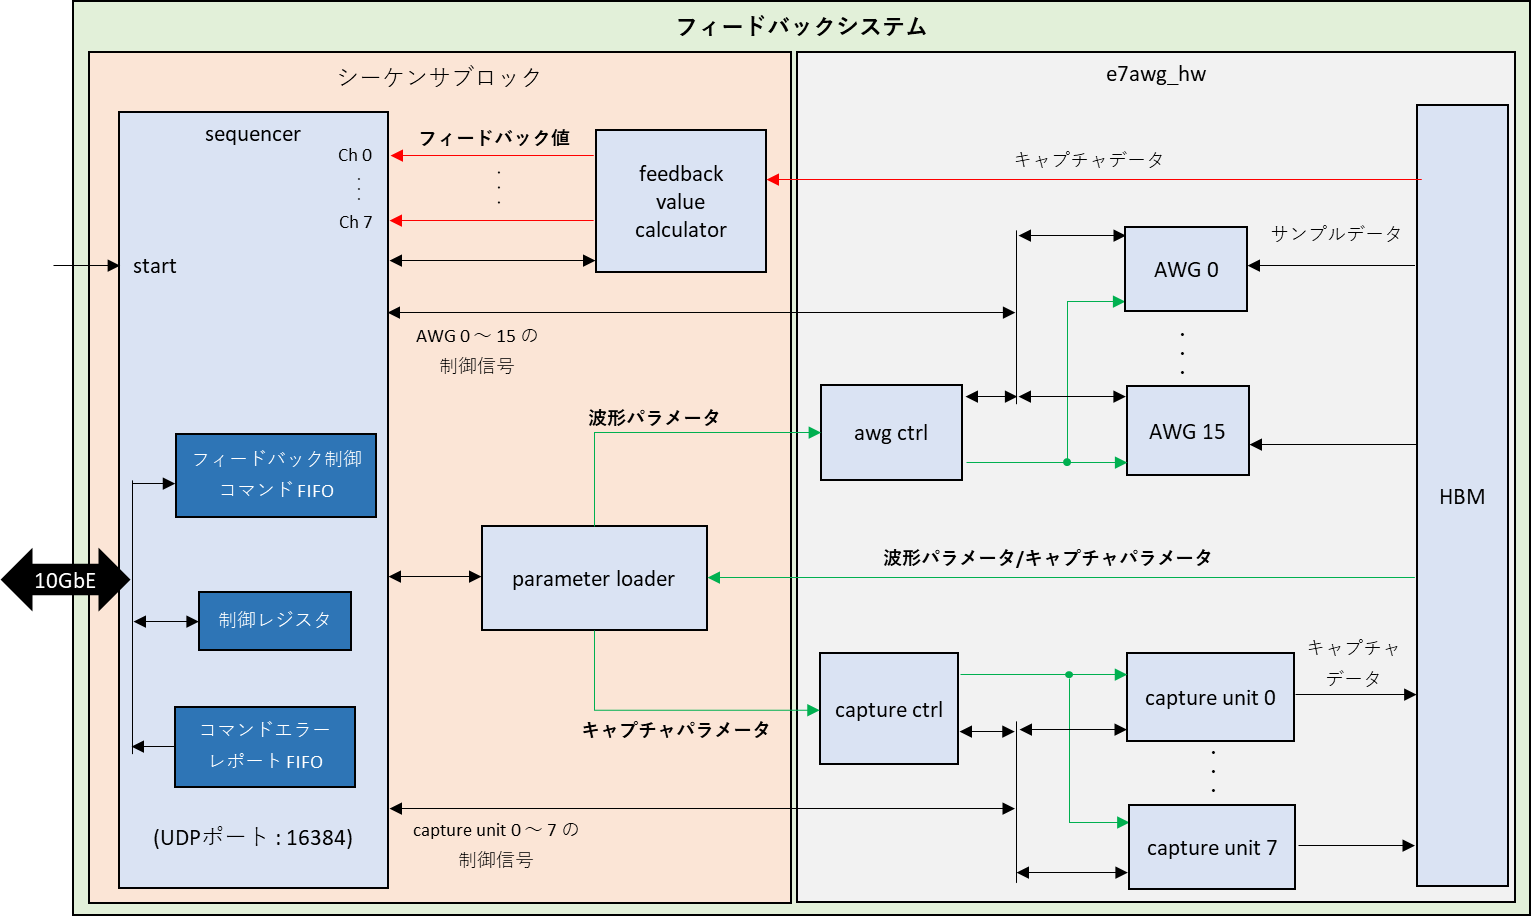 フィードバックシステム
シーケンサブロック
sequencer
Ch 0
Ch 7
start
フィードバック値
feedback
value
calculator
AWG 0 ～ 15 の
制御信号
フィードバック制御
コマンド FIFO
10GbE
制御レジスタ
コマンドエラー
レポート FIFO
(UDPポート : 16384)
波形パラメータ
parameter loader
キャプチャパラメータ
capture unit 0 ～ 7 の
制御信号
e7awg_hw
キャプチャデータ
サンプルデータ
AWG 0
awg ctrl
AWG 15
HBM
波形パラメータ/キャプチャパラメータ
キャプチャ
データ
capture ctrl
capture unit 0
capture unit 7